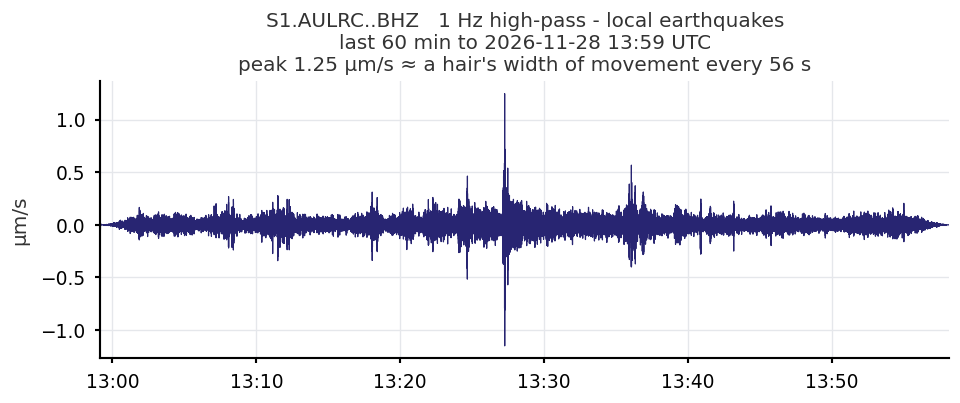 S1.AULRC..BHZ   1 Hz high-pass - local earthquakes
last 60 min to 2026-11-28 13:59 UTC
peak 1.25 µm/s ≈ a hair's width of movement every 56 s
1.0
0.5
0.0
−0.5
−1.0
µm/s
13:00 13:10 13:20 13:30 13:40 13:50